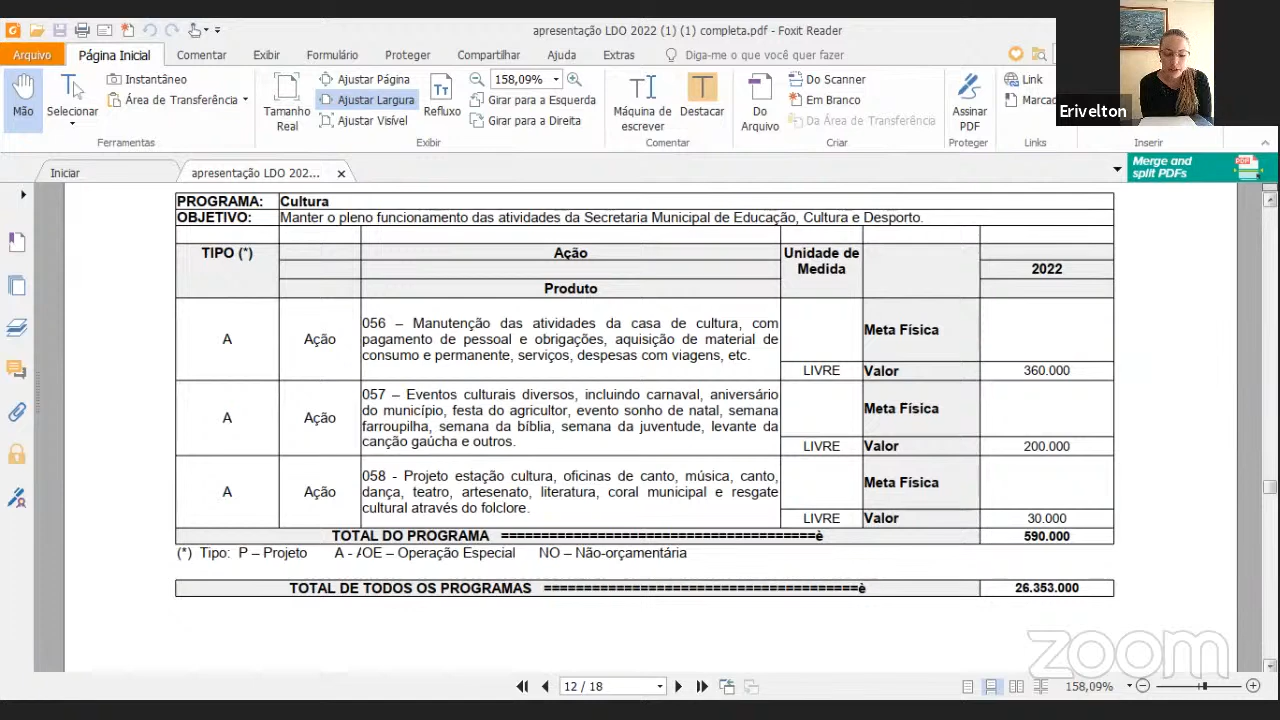 apresentação LDO 2022 (1) (1) completa.pdf - Foxit Reader
Arquivo Página Inicial Comentar Exibir Formulário Proteger Compartilhar Ajuda Extras Diga-me o que você quer fazer
Mão
Selecionar
Instantâneo
Área de Transferência
Ferramentas
Tamanho
Real
Ajustar Página
Ajustar Largura
Ajustar Visível
Refluxo
158,09%
Girar para a Esquerda
Girar para a Direita
Exibir
Máquina de
escrever
Destacar
Comentar
Do
Arquivo
Do Scanner
Em Branco
Da Área de Transferência
Criar
Assinar
PDF
Proteger
Link
Marcad
Links
Inserir
Erivelton
Iniciar
apresentação LDO 202...
Merge and
split PDFs
PROGRAMA: Cultura
OBJETIVO: Manter o pleno funcionamento das atividades da Secretaria Municipal de Educação, Cultura e Desporto.
TIPO (*) Ação Unidade de
Medida 2022
Produto
A Ação
056 – Manutenção das atividades da casa de cultura, com
pagamento de pessoal e obrigações, aquisição de material de
consumo e permanente, serviços, despesas com viagens, etc.
Meta Física
LIVRE Valor 360.000
A Ação
057 – Eventos culturais diversos, incluindo carnaval, aniversário
do município, festa do agricultor, evento sonho de natal, semana
farroupilha, semana da bíblia, semana da juventude, levante da
canção gaúcha e outros.
Meta Física
LIVRE Valor 200.000
A Ação
058 - Projeto estação cultura, oficinas de canto, música, canto,
dança, teatro, artesenato, literatura, coral municipal e resgate
cultural através do folclore.
Meta Física
LIVRE Valor 30.000
TOTAL DO PROGRAMA =======================================è 590.000
(*) Tipo: P – Projeto A - OE – Operação Especial NO – Não-orçamentária
TOTAL DE TODOS OS PROGRAMAS =======================================è 26.353.000
zoom
12 / 18
158,09%